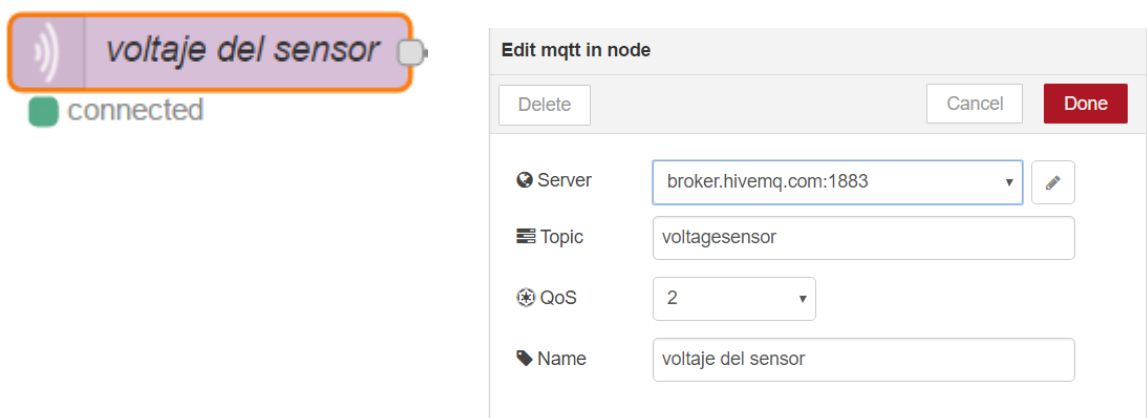 voltaje del sensor
connected
Edit mqtt in node
Delete
Cancel
Done
Server
broker.hivemq.com:1883
Topic
voltagesensor
QoS
2
Name
voltaje del sensor